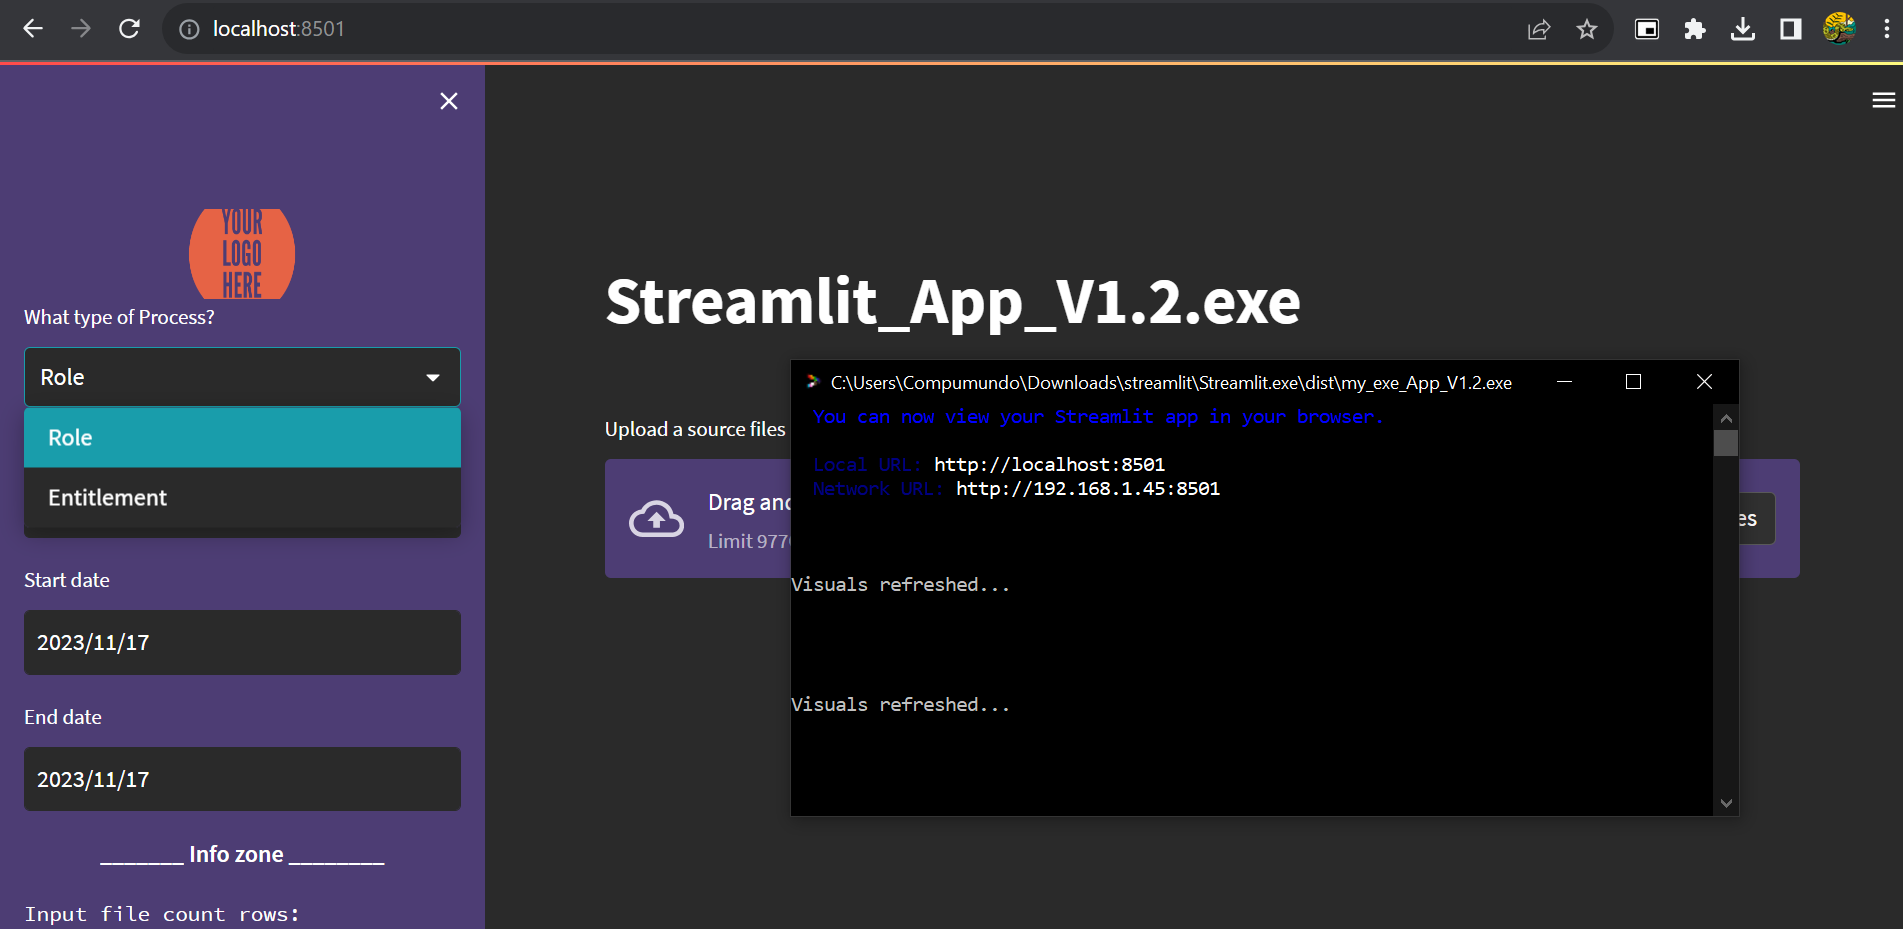 localhost:8501
YOUR
LOGO
HERE
What type of Process?
Role
Role
Entitlement
Start date
2023/11/17
End date
2023/11/17
_______ Info zone ________
Input file count rows:
Streamlit_App_V1.2.exe
Upload a source files
Drag and
Limit 977
es
C:\Users\Compumundo\Downloads\streamlit\Streamlit.exe\dist\my_exe_App_V1.2.exe
You can now view your Streamlit app in your browser.
Local URL: http://localhost:8501
Network URL: http://192.168.1.45:8501
Visuals refreshed...
Visuals refreshed...